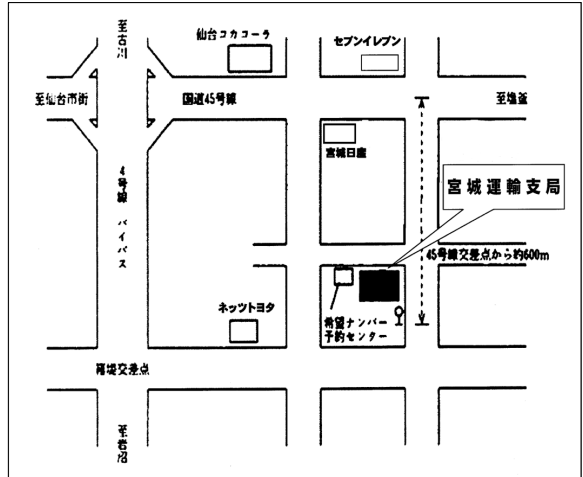 至古川
仙台コカコーラ
セブンイレブン
至仙台市街
国道45号線
至塩釜
宮城日産
4号線 バイパス
宮城運輸支局
45号線交差点から約600m
ネッツトヨタ
希望ナンバー
予約センター
箱堤交差点
至岩沼